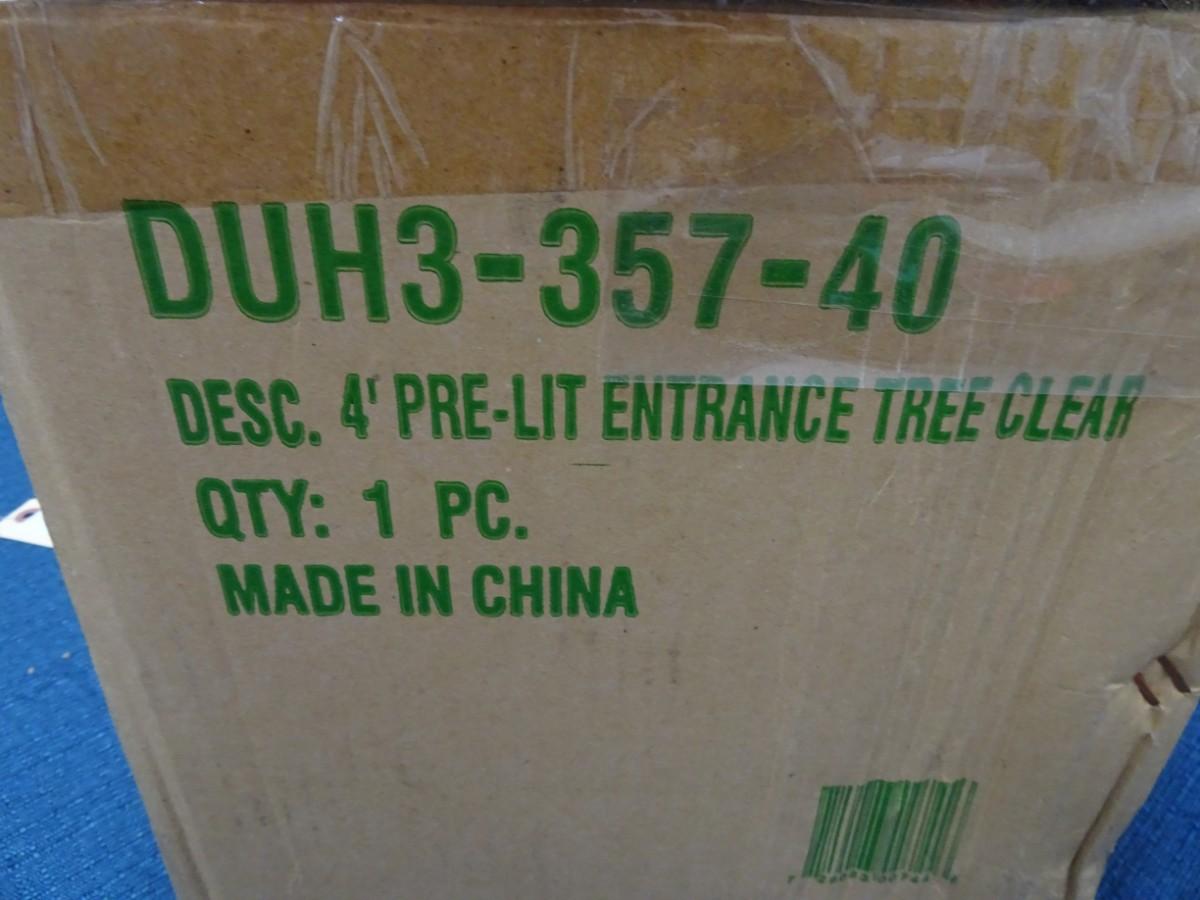 DUH3-357-40
DESC. 4' PRE-LIT ENTRANCE TREE CLEAR
QTY: 1 PC.
MADE IN CHINA